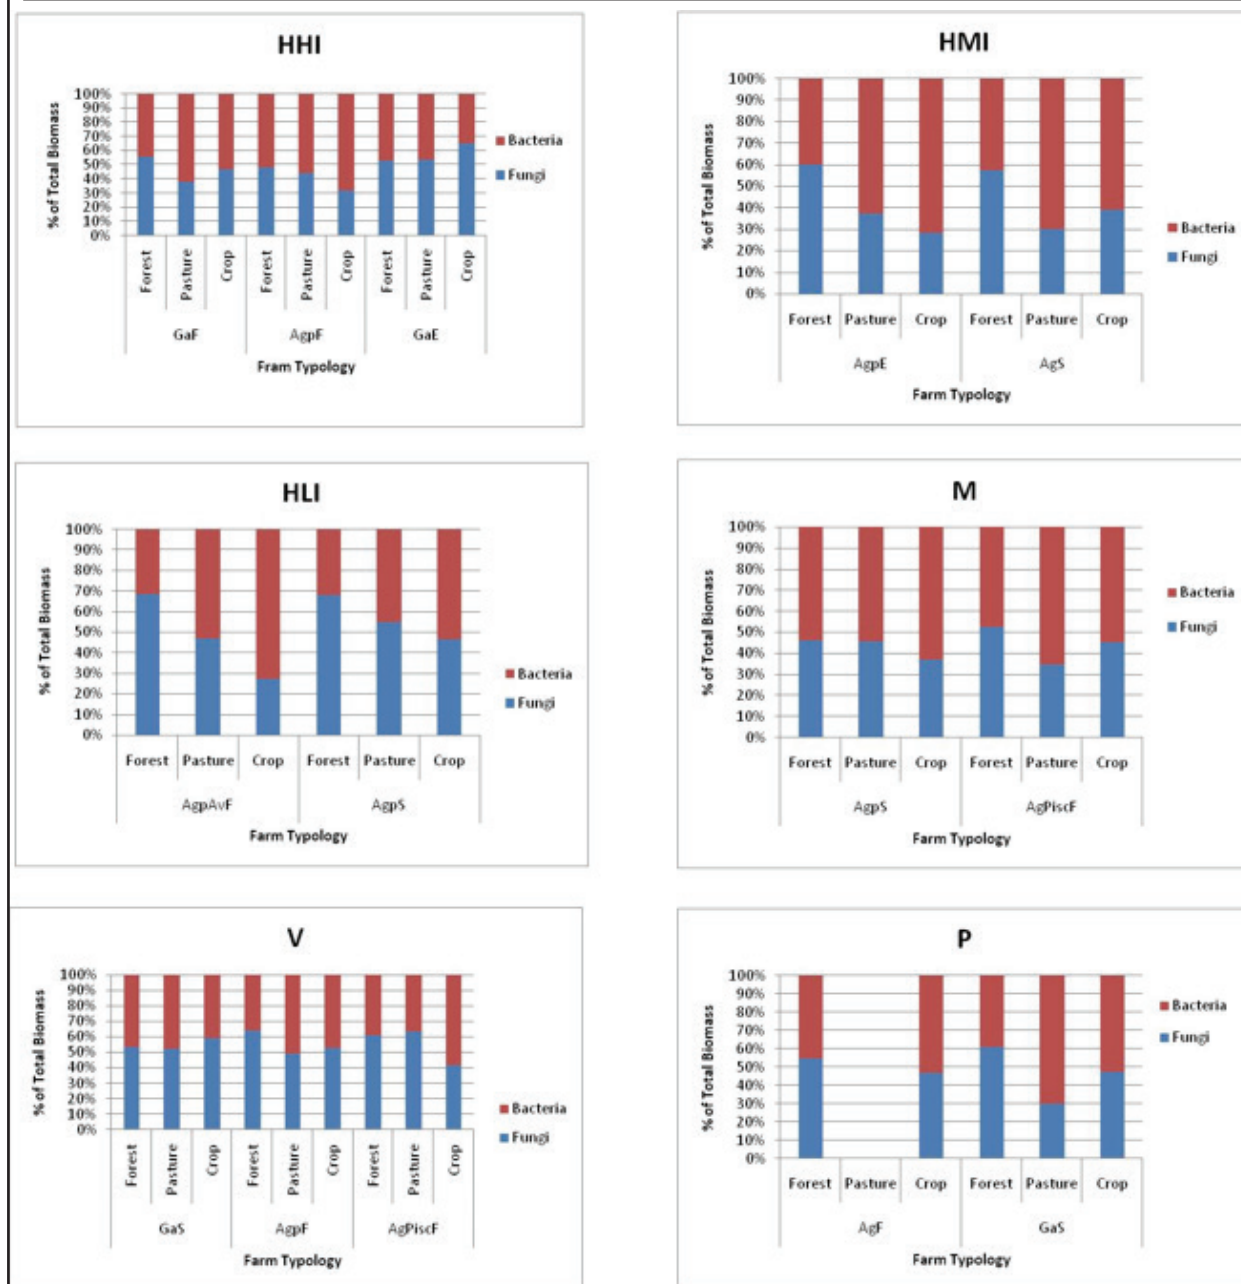 HHI
% of Total Biomass
100%
90%
80%
70%
60%
50%
40%
30%
20%
10%
0%
Bacteria
Fungi
Forest Pasture Crop Forest Pasture Crop Forest Pasture Crop
GaF AgpF GaE
Fram Typology
HMI
% of Total Biomass
100%
90%
80%
70%
60%
50%
40%
30%
20%
10%
0%
Bacteria
Fungi
Forest Pasture Crop Forest Pasture Crop
AgpE AgS
Farm Typology
HLI
% of Total Biomass
100%
90%
80%
70%
60%
50%
40%
30%
20%
10%
0%
Bacteria
Fungi
Forest Pasture Crop Forest Pasture Crop
AgpAvF AgpS
Farm Typology
M
% of Total Biomass
100%
90%
80%
70%
60%
50%
40%
30%
20%
10%
0%
Bacteria
Fungi
Forest Pasture Crop Forest Pasture Crop
AgpS AgPiscF
Farm Typology
V
% of Total Biomass
100%
90%
80%
70%
60%
50%
40%
30%
20%
10%
0%
Bacteria
Fungi
Forest Pasture Crop Forest Pasture Crop Forest Pasture Crop
GaS AgpF AgPiscF
Farm Typology
P
% of Total Biomass
100%
90%
80%
70%
60%
50%
40%
30%
20%
10%
0%
Bacteria
Fungi
Forest Pasture Crop Forest Pasture Crop
AgF GaS
Farm Typology